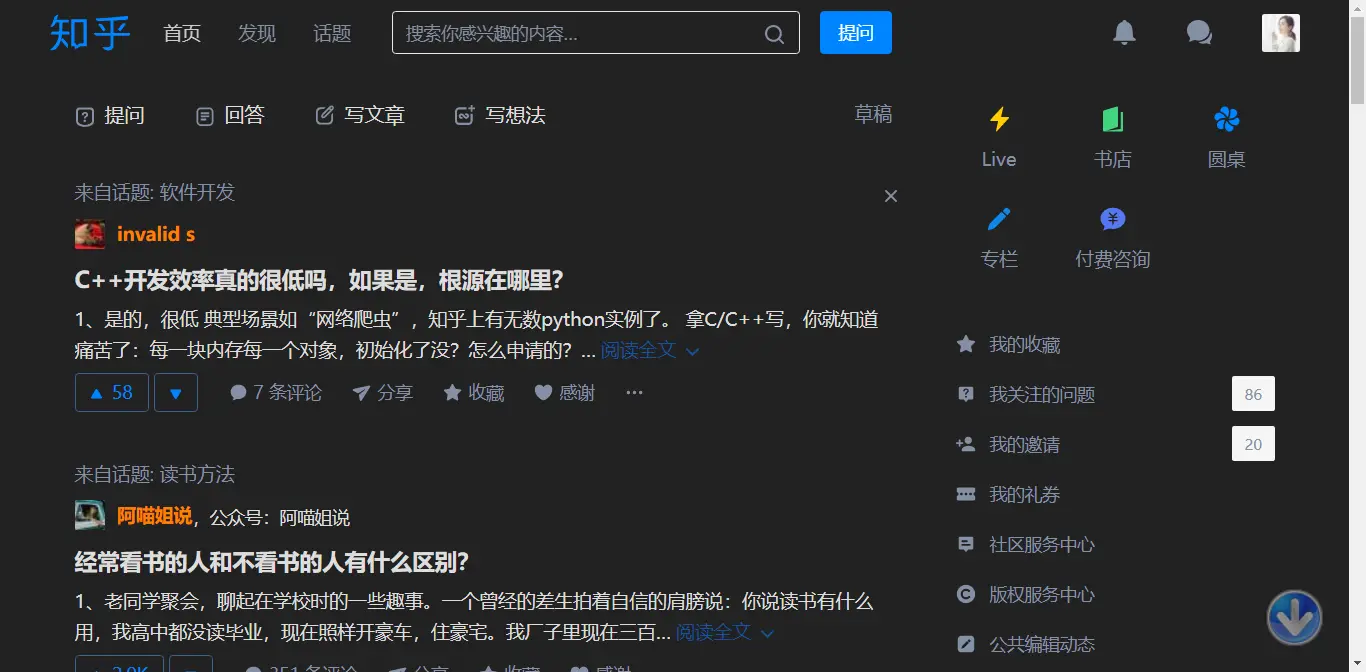 知乎 首页 发现 话题 搜索你感兴趣的内容... 提问
提问 回答 写文章 写想法 草稿
来自话题: 软件开发
invalid s
C++开发效率真的很低吗，如果是，根源在哪里？
1、是的，很低 典型场景如“网络爬虫”，知乎上有无数python实例了。 拿C/C++写，你就知道
痛苦了：每一块内存每一个对象，初始化了没？怎么申请的？... 阅读全文
58 7 条评论 分享 收藏 感谢 ···
来自话题: 读书方法
阿喵姐说，公众号：阿喵姐说
经常看书的人和不看书的人有什么区别？
1、老同学聚会，聊起在学校时的一些趣事。一个曾经的差生拍着自信的肩膀说：你说读书有什么
用，我高中都没读毕业，现在照样开豪车，住豪宅。我厂子里现在三百... 阅读全文
2.0K 351 条评论 分享 收藏 感谢
Live 书店 圆桌
专栏 付费咨询
我的收藏
我关注的问题 86
我的邀请 20
我的礼券
社区服务中心
版权服务中心
公共编辑动态